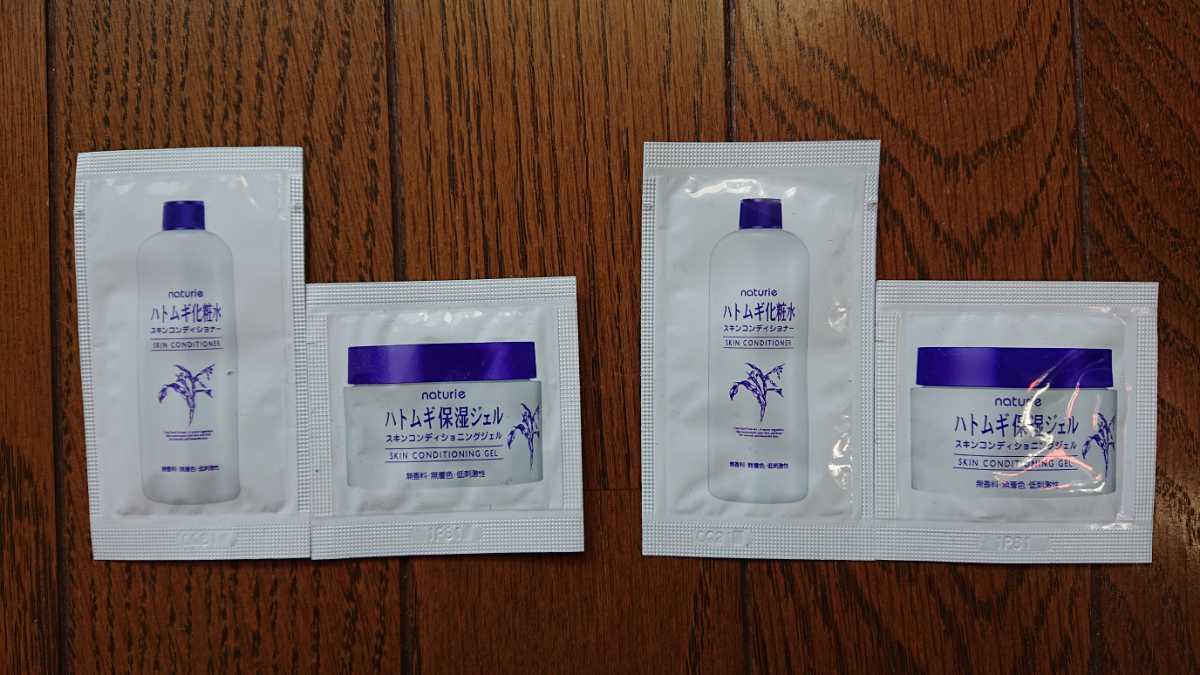 naturie
ハトムギ化粧水
スキンコンディショナー
SKIN CONDITIONER
無香料・無着色・低刺激性
naturie
ハトムギ保湿ジェル
スキンコンディショニングジェル
SKIN CONDITIONING GEL
無香料・無着色・低刺激性
1P31
naturie
ハトムギ化粧水
スキンコンディショナー
SKIN CONDITIONER
無香料・無着色・低刺激性
naturie
ハトムギ保湿ジェル
スキンコンディショニングジェル
SKIN CONDITIONING GEL
無香料・無着色・低刺激性
1P31